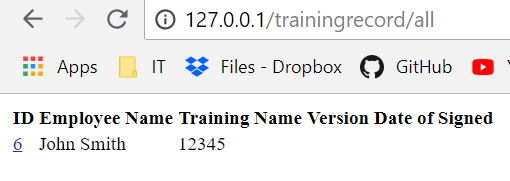 127.0.0.1/trainingrecord/all
Apps IT Files - Dropbox GitHub Y
ID Employee Name Training Name Version Date of Signed
6 John Smith 12345